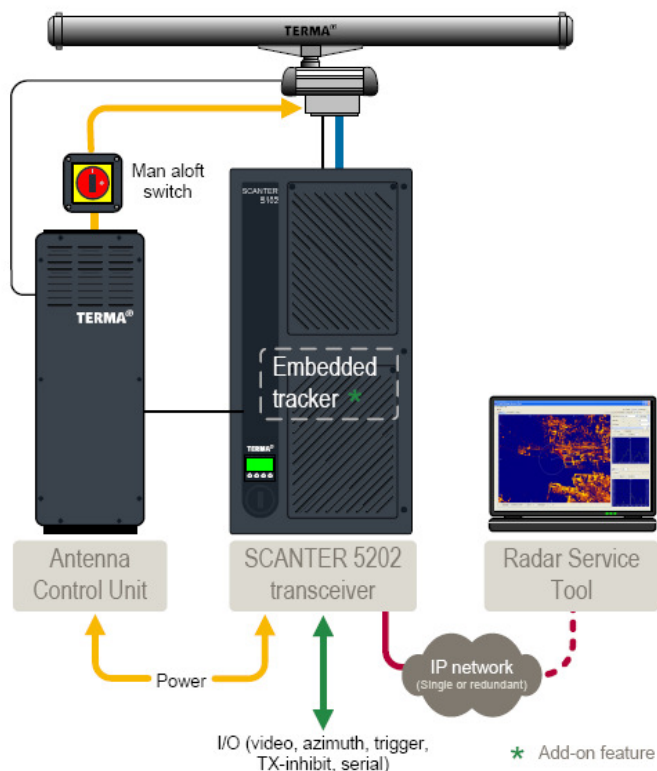 TERMA®
Man aloft
switch
SCANTER
5102
TERMA®
Embedded
tracker *
TERMA®
Antenna
Control Unit
SCANTER 5202
transceiver
Radar Service
Tool
Power
IP network
(Single or redundant)
I/O (video, azimuth, trigger,
TX-inhibit, serial)
* Add-on feature